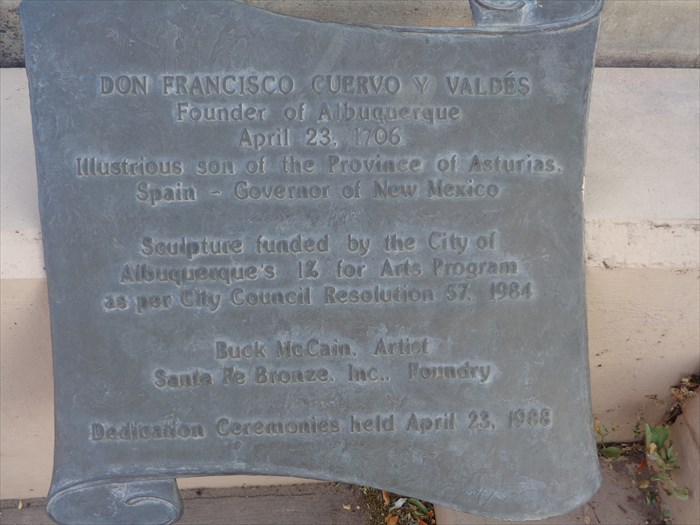 DON FRANCISCO CUERVO Y VALDÉS
Founder of Albuquerque
April 23, 1706
Illustrious son of the Province of Asturias,
Spain - Governor of New Mexico
Sculpture funded by the City of
Albuquerque's 1% for Arts Program
as per City Council Resolution 57, 1984
Buck McCain, Artist
Santa Fe Bronze, Inc., Foundry
Dedication Ceremonies held April 23, 1988